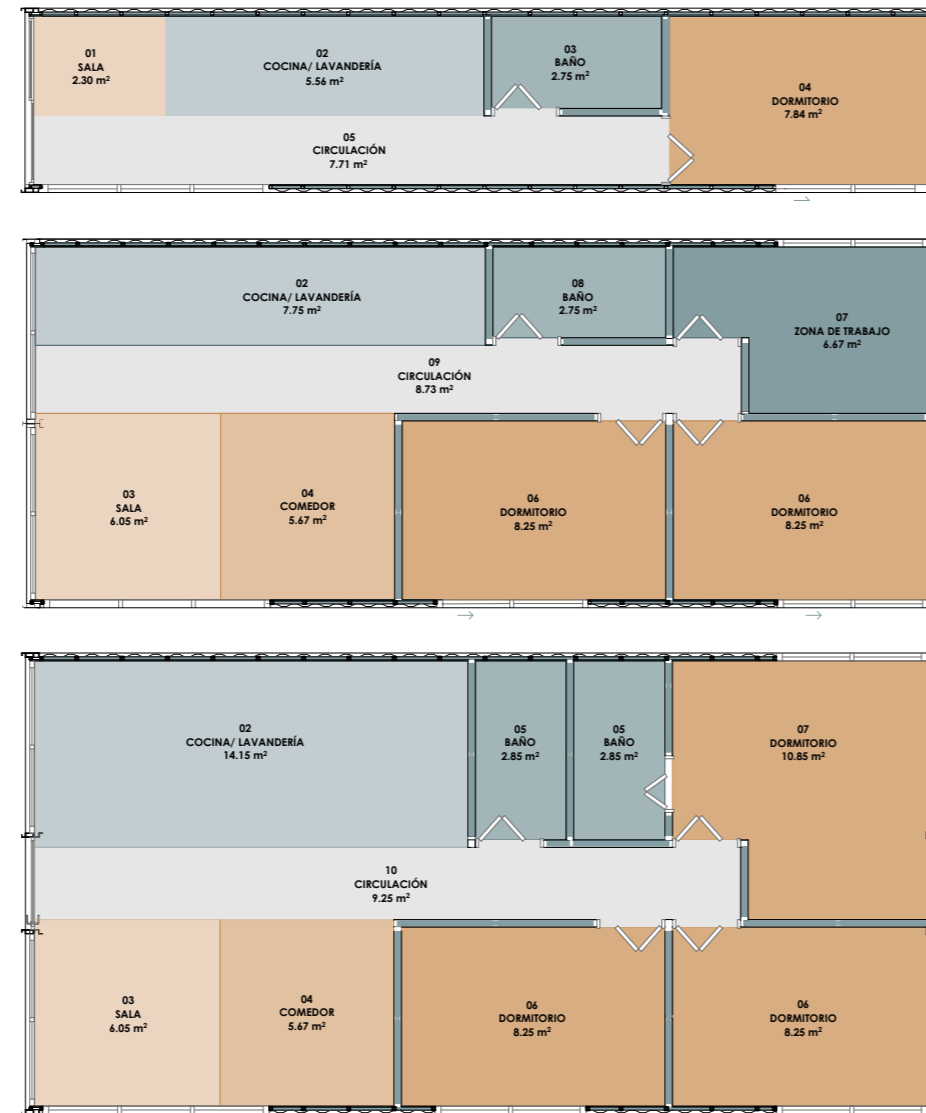 01
SALA
2.30 m²
02
COCINA/ LAVANDERÍA
5.56 m²
03
BAÑO
2.75 m²
04
DORMITORIO
7.84 m²
05
CIRCULACIÓN
7.71 m²
02
COCINA/ LAVANDERÍA
7.75 m²
08
BAÑO
2.75 m²
07
ZONA DE TRABAJO
6.67 m²
09
CIRCULACIÓN
8.73 m²
03
SALA
6.05 m²
04
COMEDOR
5.67 m²
06
DORMITORIO
8.25 m²
06
DORMITORIO
8.25 m²
02
COCINA/ LAVANDERÍA
14.15 m²
05
BAÑO
2.85 m²
05
BAÑO
2.85 m²
07
DORMITORIO
10.85 m²
10
CIRCULACIÓN
9.25 m²
03
SALA
6.05 m²
04
COMEDOR
5.67 m²
06
DORMITORIO
8.25 m²
06
DORMITORIO
8.25 m²